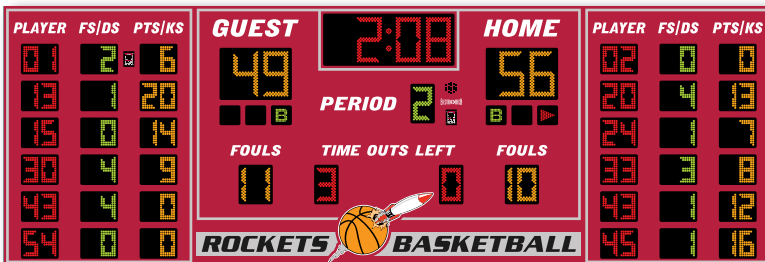 PLAYER FS/DS PTS/KS
01 2 6
13 1 20
15 0 14
30 4 9
43 4 0
54 0 0
GUEST 2:08 HOME
49 56
PERIOD 2
B B
FOULS TIME OUTS LEFT FOULS
11 3 0 10
ROCKETS BASKETBALL
PLAYER FS/DS PTS/KS
02 0 0
20 4 13
24 1 7
33 3 8
43 1 12
45 1 16